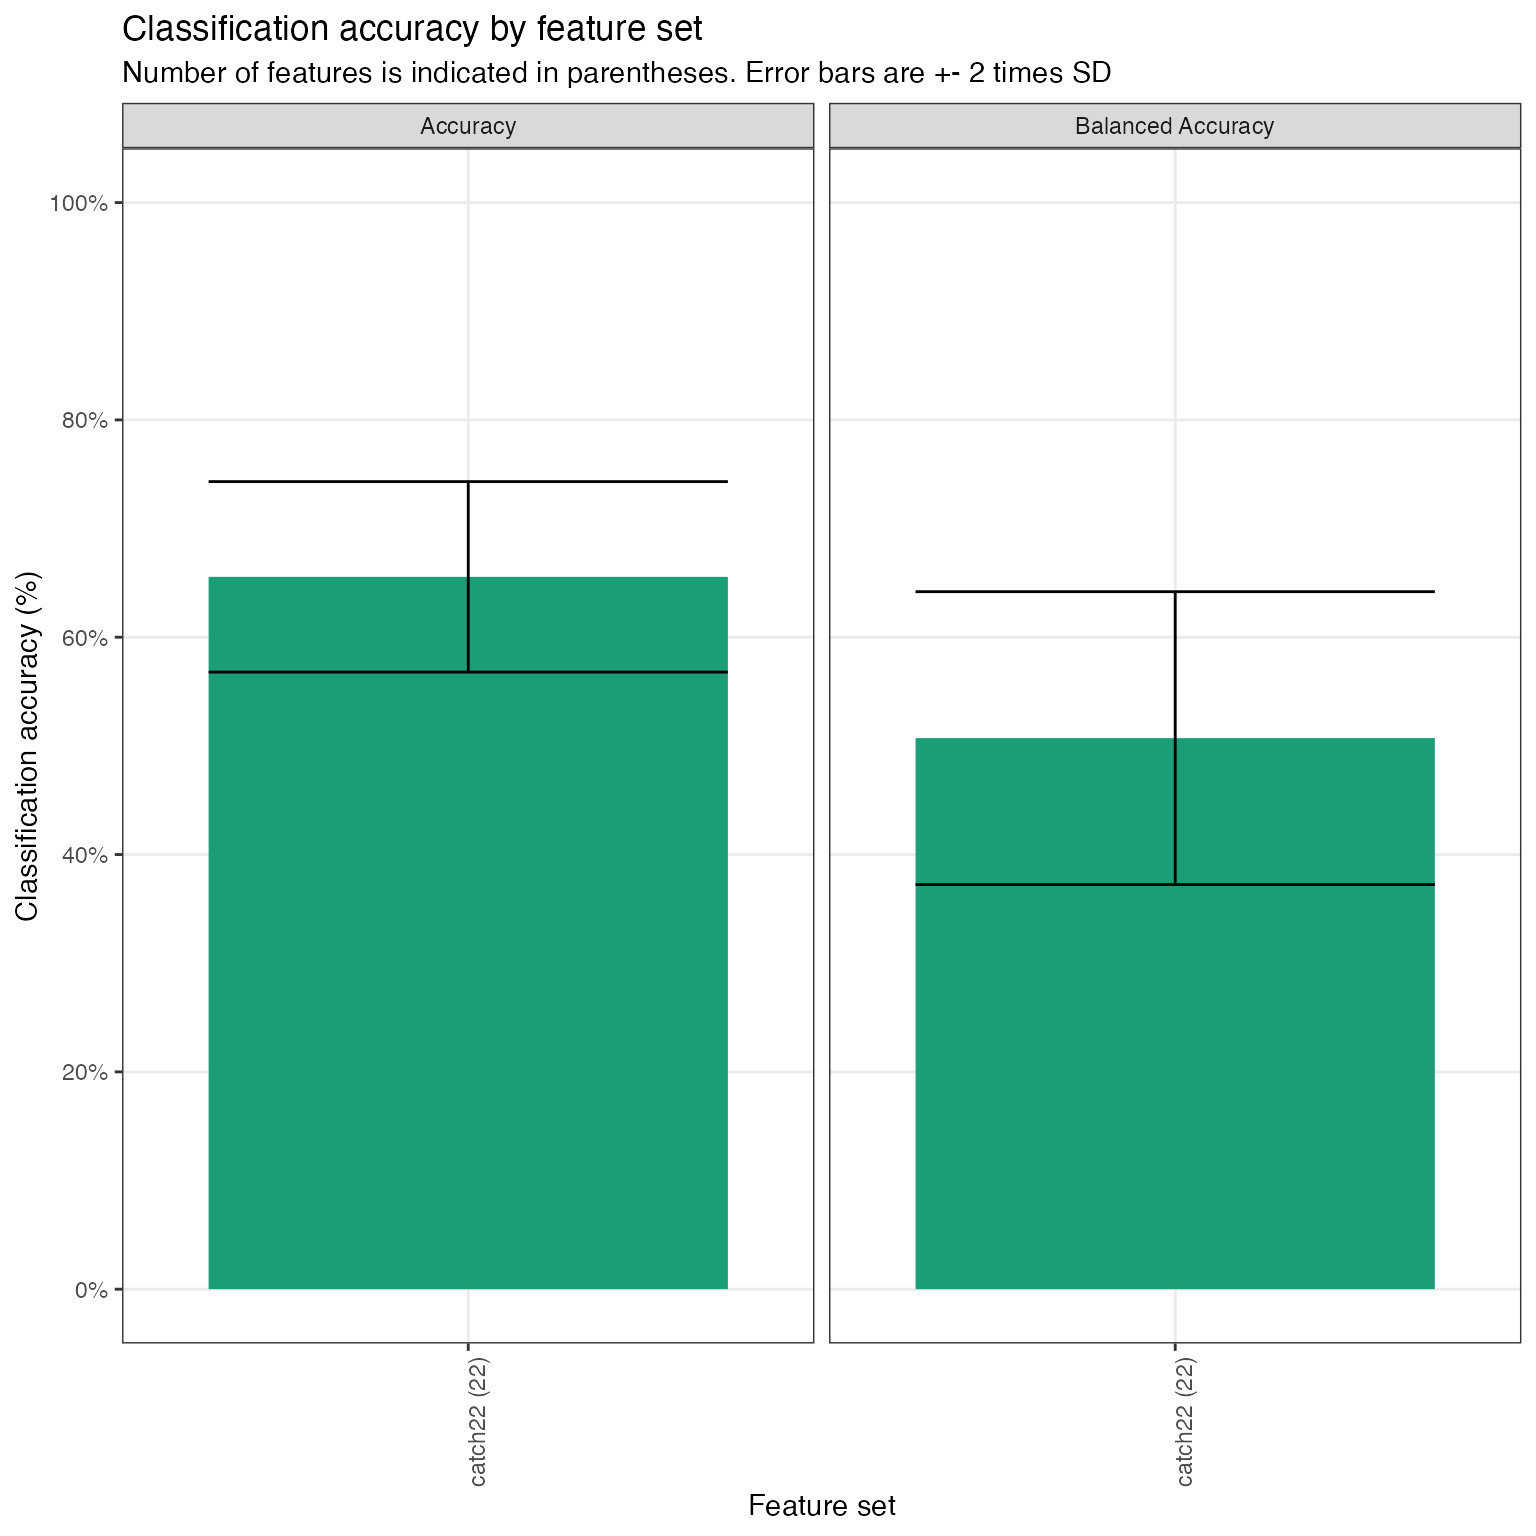 Classification accuracy by feature set
Number of features is indicated in parentheses. Error bars are +- 2 times SD
Accuracy
Balanced Accuracy
Classification accuracy (%)
100%
80%
60%
40%
20%
0%
catch22 (22)
catch22 (22)
Feature set